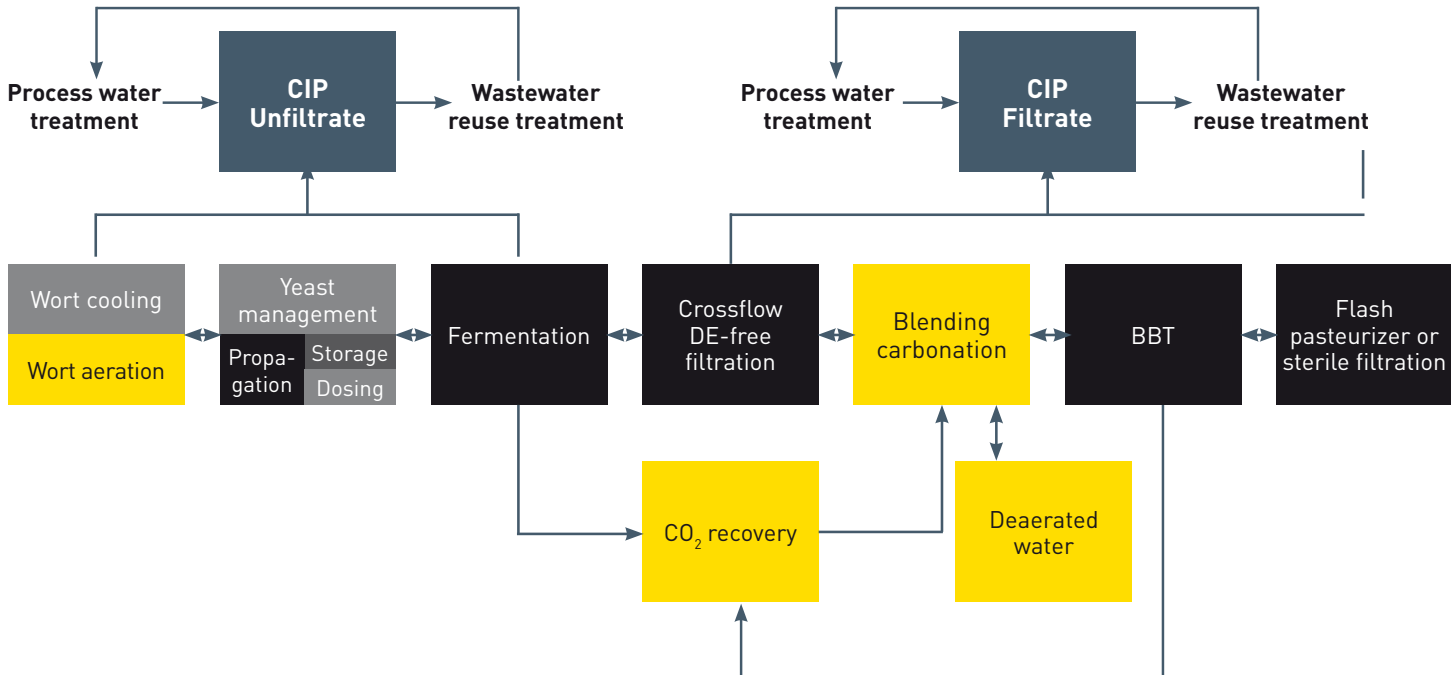 Process water
treatment
CIP
Unfiltrate
Wastewater
reuse treatment
Process water
treatment
CIP
Filtrate
Wastewater
reuse treatment
Wort cooling
Wort aeration
Yeast
management
Propa-
gation
Storage
Dosing
Fermentation
Crossflow
DE-free
filtration
Blending
carbonation
BBT
Flash
pasteurizer or
sterile filtration
CO₂ recovery
Deaerated
water